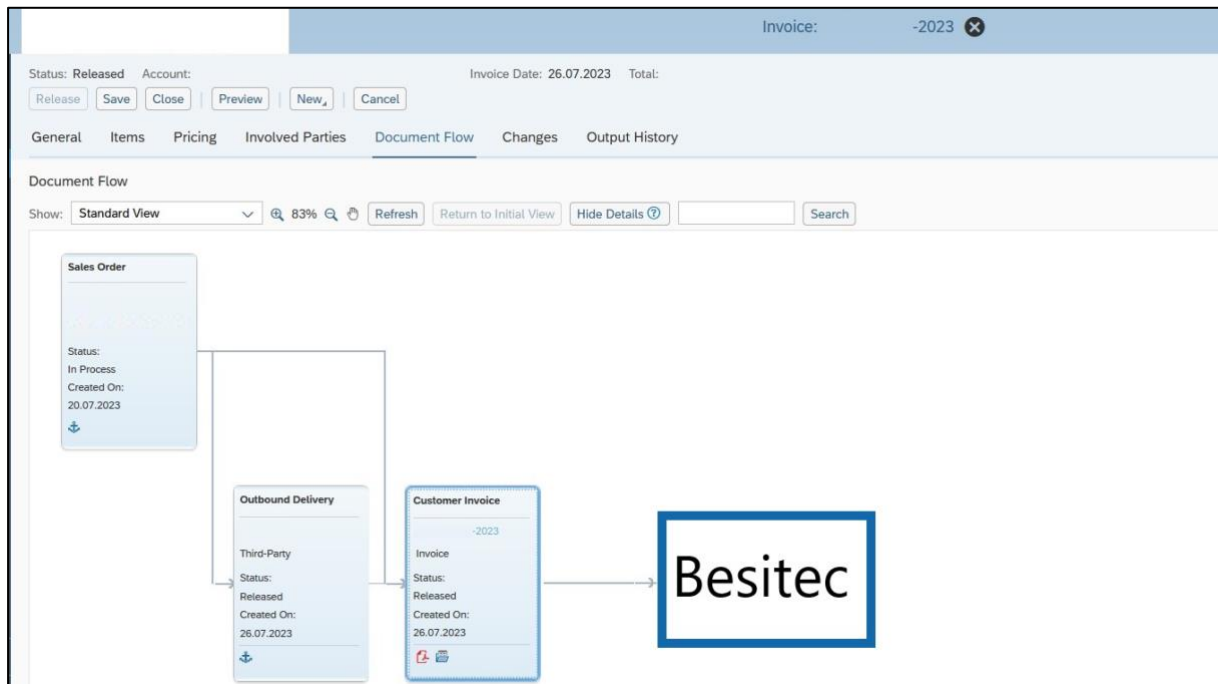 Invoice: -2023
Status: Released Account: Invoice Date: 26.07.2023 Total:
Release Save Close Preview New Cancel
General Items Pricing Involved Parties Document Flow Changes Output History
Document Flow
Show: Standard View 83% Refresh Return to Initial View Hide Details Search
Sales Order
Status:
In Process
Created On:
20.07.2023
Outbound Delivery
Third-Party
Status:
Released
Created On:
26.07.2023
Customer Invoice
-2023
Invoice
Status:
Released
Created On:
26.07.2023
Besitec